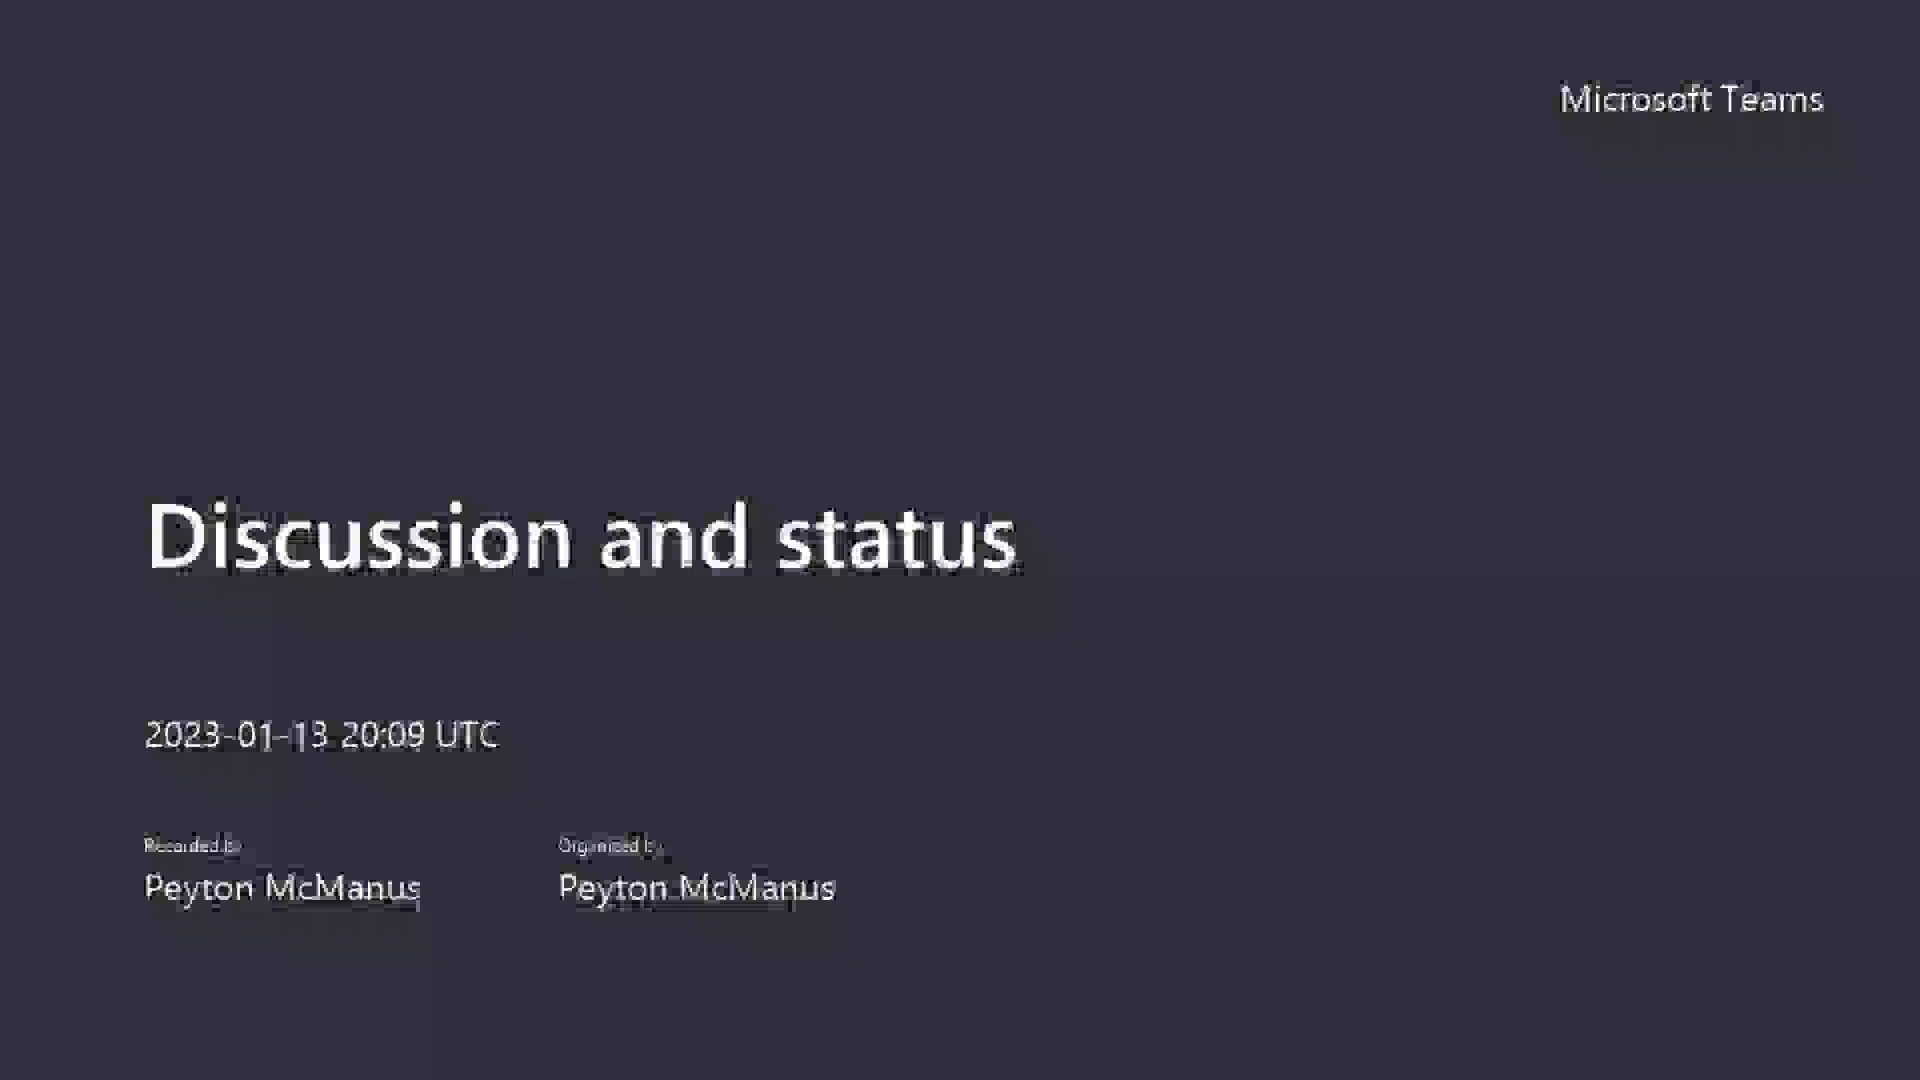 Microsoft Teams
Discussion and status
2023-01-13 20:09 UTC
Recorded by
Organized by
Peyton McManus
Peyton McManus